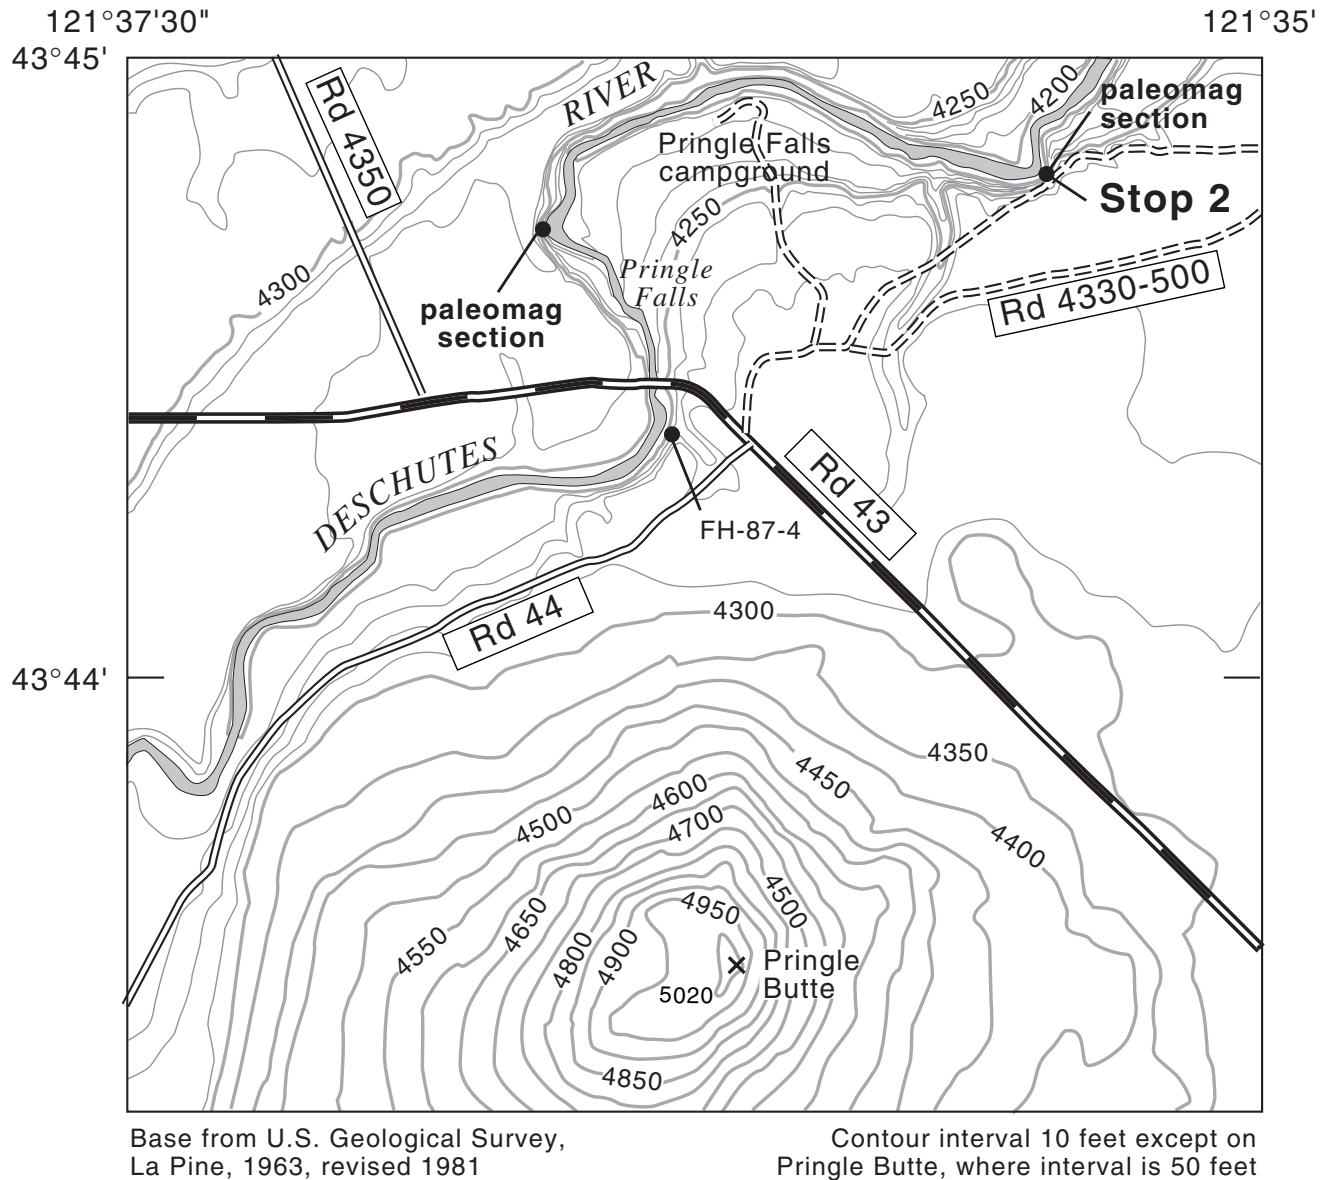 121°37'30"
121°35'
43°45'
Rd 4350
RIVER
4250
4200
paleomag
section
Pringle Falls
campground
Stop 2
4250
4300
Pringle
Falls
Rd 4330-500
paleomag
section
DESCHUTES
Rd 43
FH-87-4
Rd 44
4300
43°44'
4350
4450
4600
4500
4700
4400
4500
4950
4650
4550
4800
4900
Pringle
Butte
5020
4850
Base from U.S. Geological Survey,
La Pine, 1963, revised 1981
Contour interval 10 feet except on
Pringle Butte, where interval is 50 feet